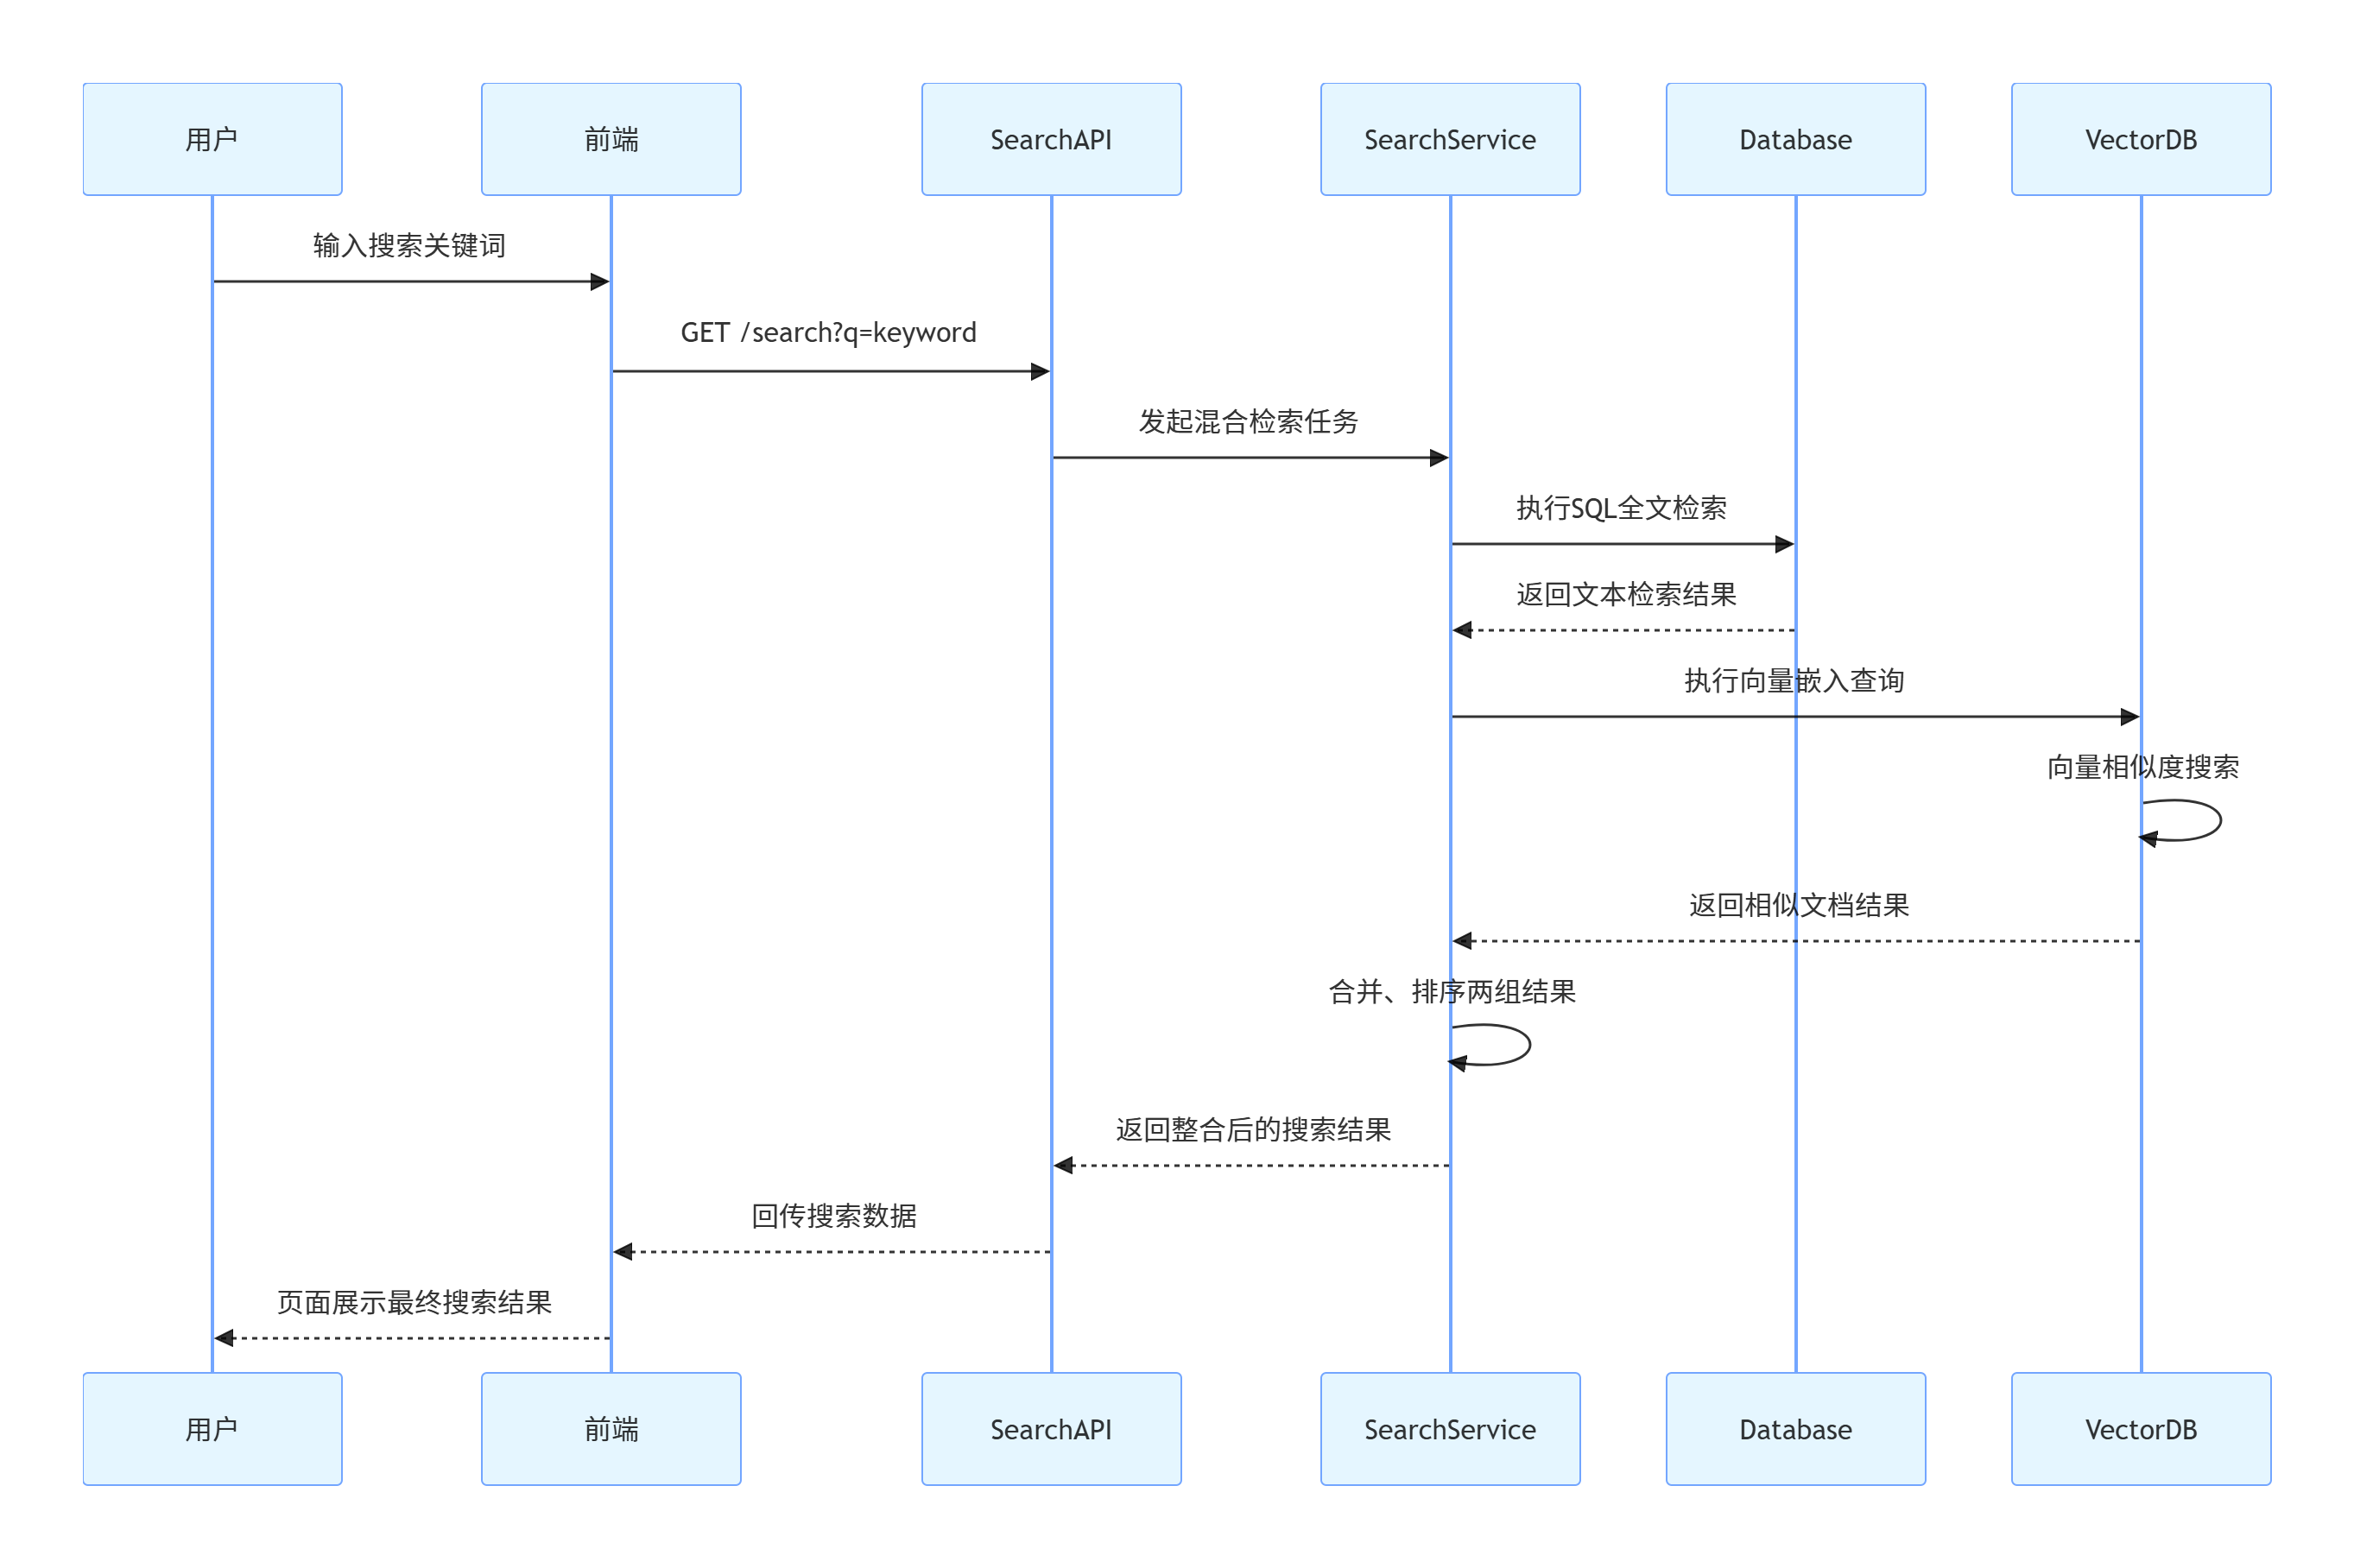 用户
前端
SearchAPI
SearchService
Database
VectorDB
输入搜索关键词
GET /search?q=keyword
发起混合检索任务
执行SQL全文检索
返回文本检索结果
执行向量嵌入查询
向量相似度搜索
返回相似文档结果
合并、排序两组结果
返回整合后的搜索结果
回传搜索数据
页面展示最终搜索结果
用户
前端
SearchAPI
SearchService
Database
VectorDB